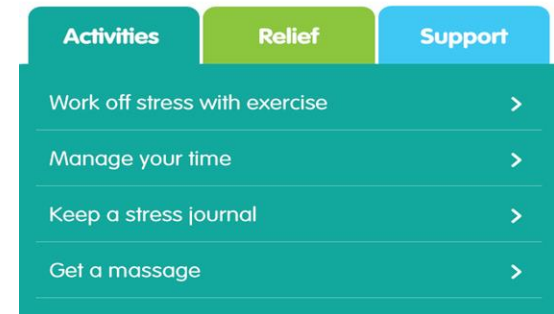 Activities Relief Support
Work off stress with exercise
Manage your time
Keep a stress journal
Get a massage